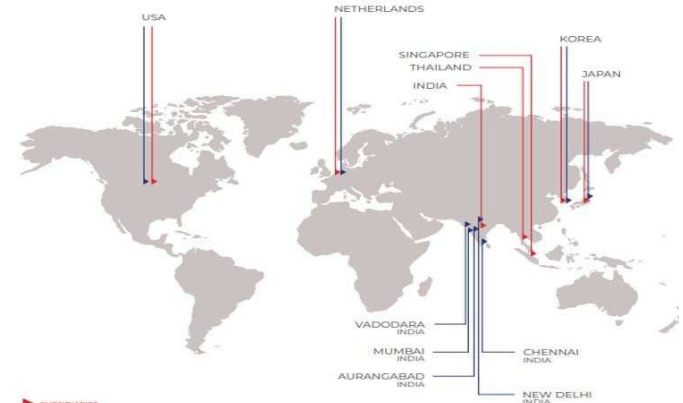 USA
NETHERLANDS
KOREA
SINGAPORE
THAILAND
JAPAN
INDIA
VADODARA
INDIA
MUMBAI
INDIA
CHENNAI
INDIA
AURANGABAD
INDIA
NEW DELHI
INDIA